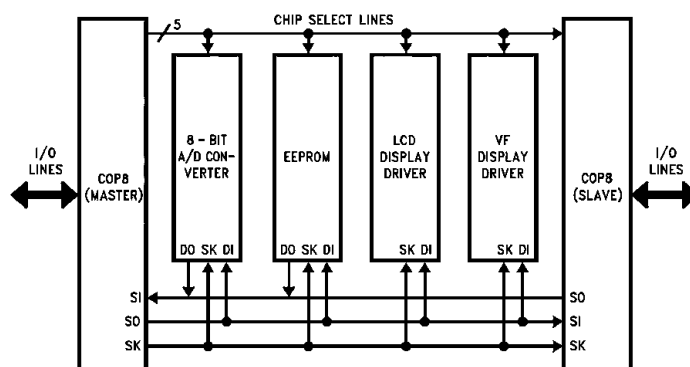 5
CHIP SELECT LINES
I/O
LINES
COP8
(MASTER)
8 - BIT
A/D CON-
VERTER
EEPROM
LCD
DISPLAY
DRIVER
VF
DISPLAY
DRIVER
COP8
(SLAVE)
I/O
LINES
DO SK DI
DO SK DI
SK DI
SK DI
SI
SO
SO
SI
SK
SK